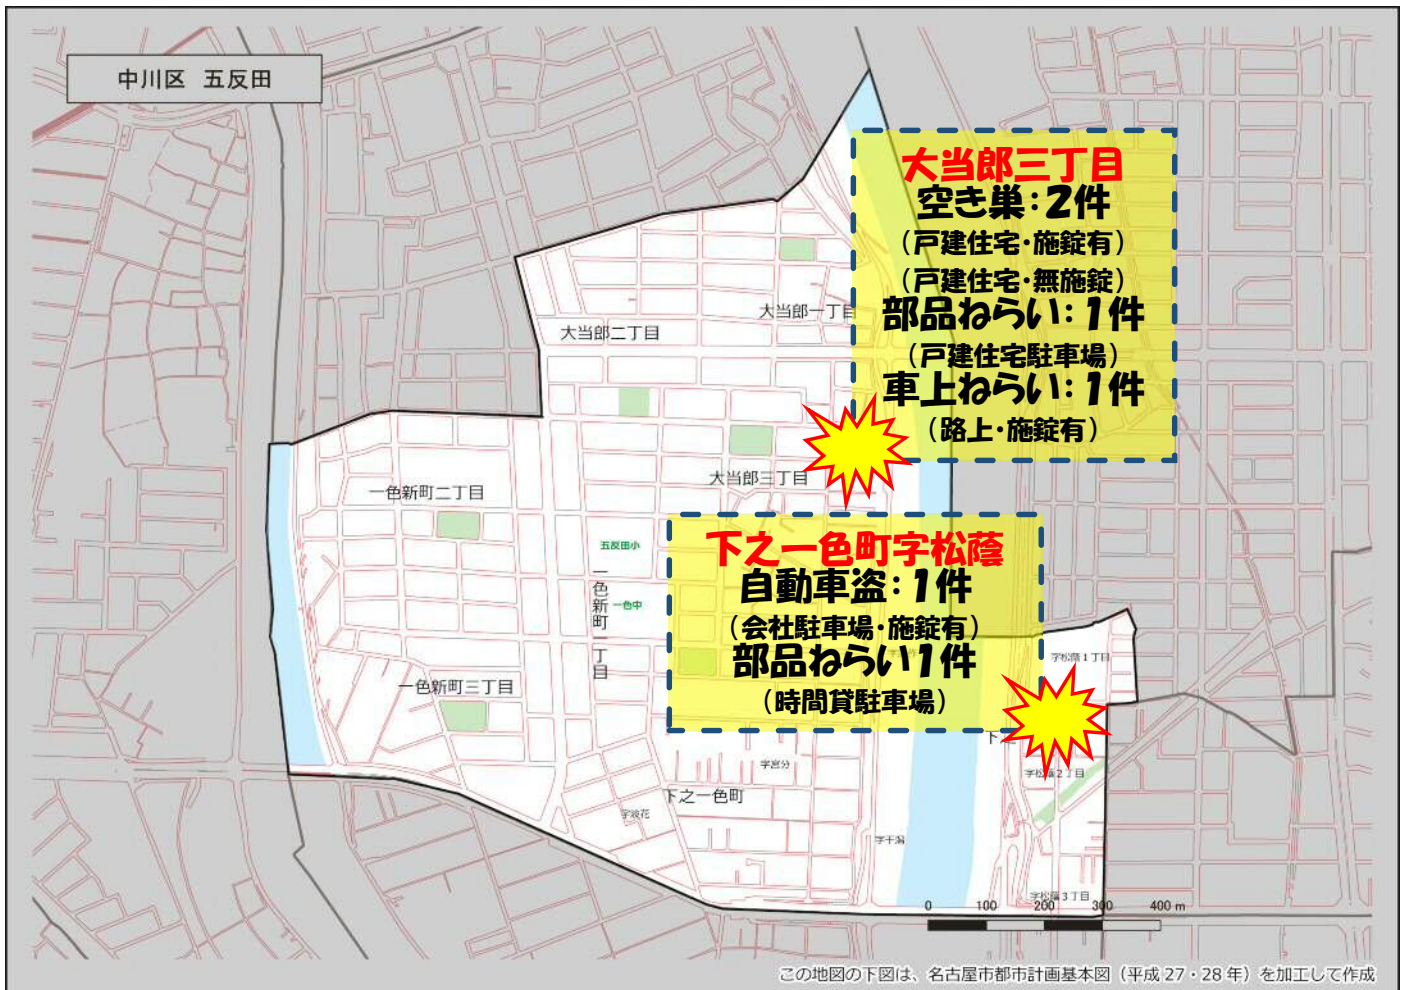 中川区 五反田
大当郎三丁目
空き巣：2件
（戸建住宅・施錠有）
（戸建住宅・無施錠）
部品ねらい：1件
（戸建住宅駐車場）
車上ねらい：1件
（路上・施錠有）
大当郎一丁目
大当郎二丁目
大当郎三丁目
一色新町二丁目
五反田小
一色新町一丁目
一色中
一色新町三丁目
下之一色町字松蔭
自動車盗：1件
（会社駐車場・施錠有）
部品ねらい1件
（時間貸駐車場）
字松蔭1丁目
下之
字松蔭2丁目
字宮分
下之一色町
字波花
字干潟
字松蔭3丁目
0 100 200 300 400 m
この地図の下図は、名古屋市都市計画基本図（平成27・28年）を加工して作成